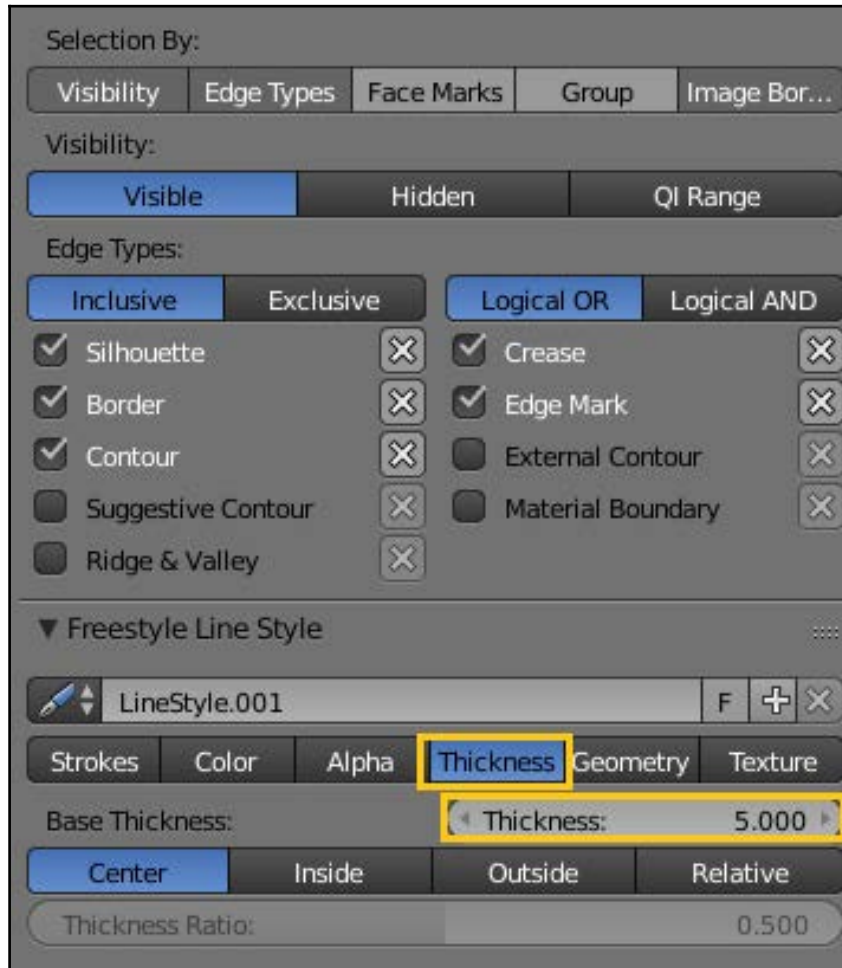 Selection By:
Visibility Edge Types Face Marks Group Image Bor...
Visibility:
Visible Hidden QI Range
Edge Types:
Inclusive Exclusive Logical OR Logical AND
Silhouette Crease
Border Edge Mark
Contour External Contour
Suggestive Contour Material Boundary
Ridge & Valley
Freestyle Line Style
LineStyle.001 F
Strokes Color Alpha Thickness Geometry Texture
Base Thickness: Thickness: 5.000
Center Inside Outside Relative
Thickness Ratio: 0.500